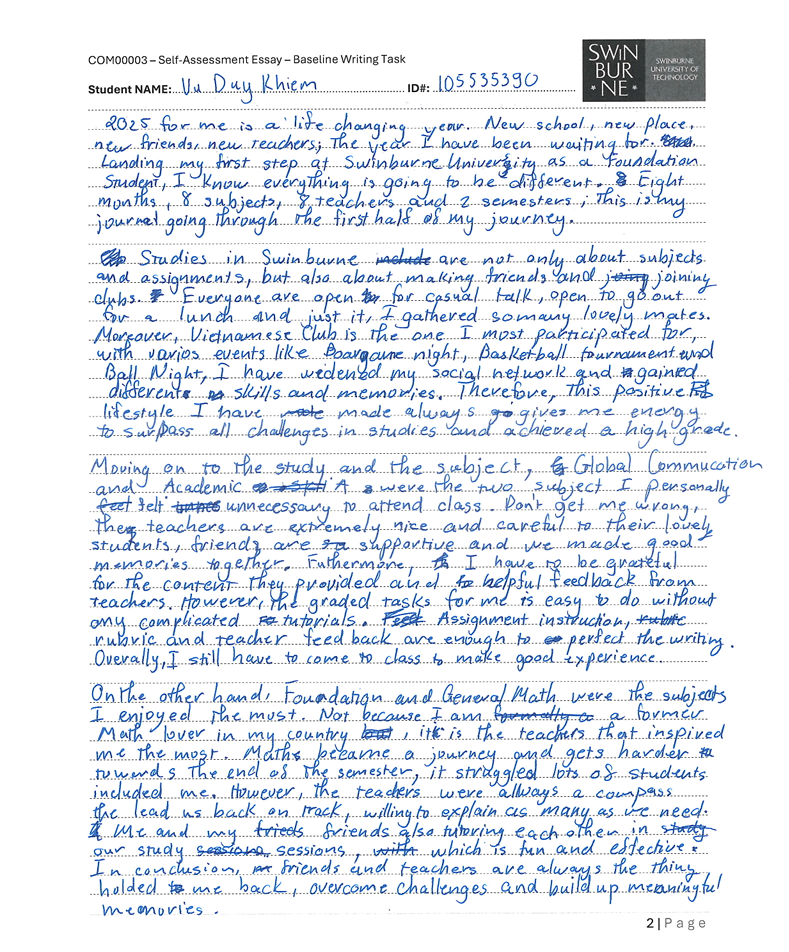 COM00003 – Self-Assessment Essay – Baseline Writing Task
Student NAME: Vu Duy Khiem ID#: 105535390
SWIN
BUR
NE
SWINBURNE
UNIVERSITY OF
TECHNOLOGY
2025 for me is a life changing year. New school, new place,
new friends, new teachers; The year I have been waiting for.
Landing my first step at Swinburne University as a Foundation
Student, I know everything is going to be different. Eight
months, 8 subjects, 8 teachers and 2 semesters; This is my
journel going through the first half of my journey.
Studies in Swinburne are not only about subjects
and assignments, but also about making friends and joining
clubs. Everyone are open for casual talk, open to go out
for a lunch and just it, I gathered so many lovely mates.
Moreover, Vietnamese Club is the one I most participated for,
with varios events like Boargame night, Basketball tournament and
Ball Night, I have widened my social network and gained
different skills and memories. Therefore, this positive
lifestyle I have made always gives me energy
to surpass all challenges in studies and achieved a high grade.
Moving on to the study and the subject, Global Commucation
and Academic A were the two subject I personally
felt unnecessary to attend class. Don't get me wrong,
the teachers are extremely nice and careful to their lovely
students, friends are supportive and we made good
memories together. Futhermore, I have to be grateful
for the content they provided and helpful feedback from
teachers. However, the graded tasks for me is easy to do without
any complicated tutorials. Assignment instruction,
rubric and teacher feed back are enough to perfect the writing.
Overally, I still have to come to class to make good experience.
On the other hand, Foundation and General Math were the subjects
I enjoyed the most. Not because I am a former
Math lover in my country, it is the teachers that inspired
me the most. Maths became a journey and gets harder
towards the end of the semester, it straggled lots of students
included me. However, the teachers were always a compass
the lead us back on track, willing to explain as many as we need.
Me and my friends also tutoring each other in
our study sessions, which is fun and effective.
In conclusion, friends and teachers are always the thing
holded me back, overcome challenges and build up meaningful
memories.
2 | Page